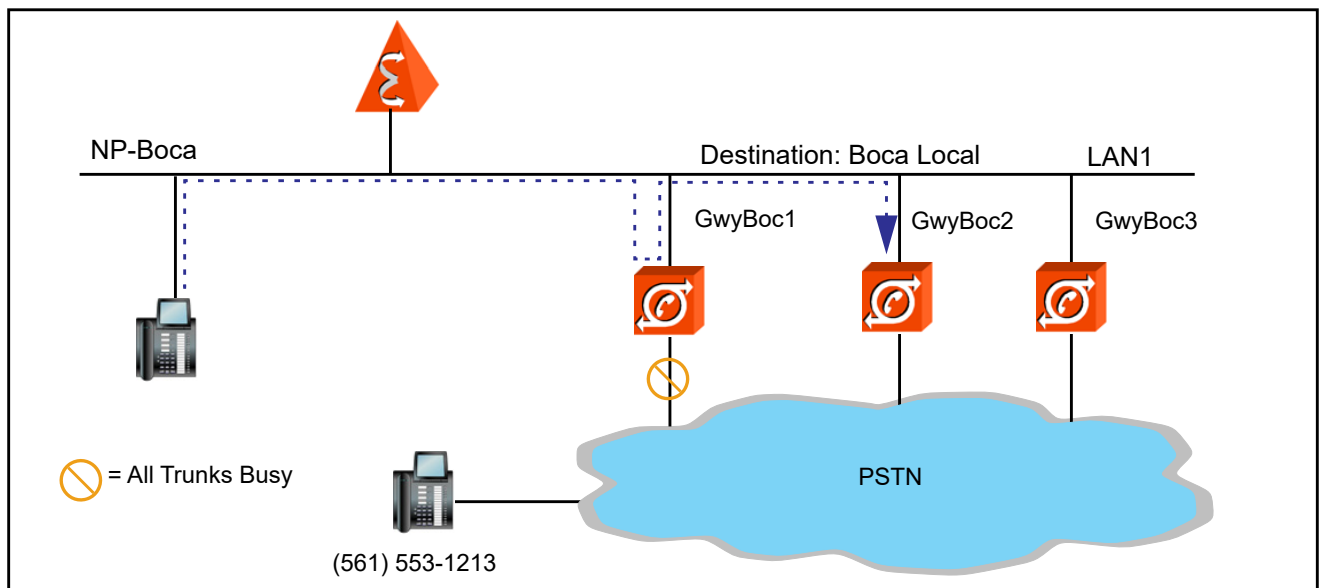 NP-Boca
Destination: Boca Local
LAN1
GwyBoc1
GwyBoc2
GwyBoc3
= All Trunks Busy
PSTN
(561) 553-1213